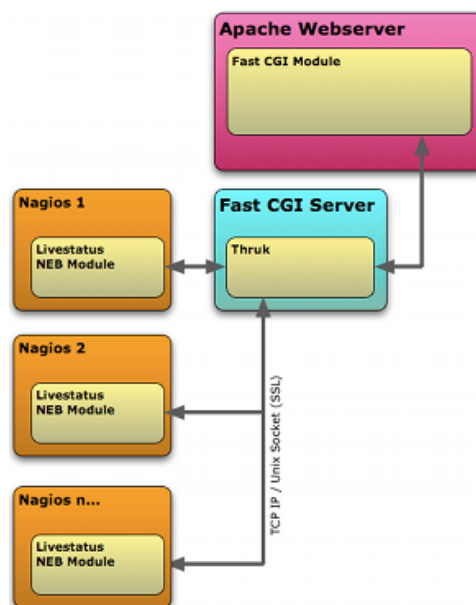 Apache Webserver
Fast CGI Module
Nagios 1
Livestatus
NEB Module
Fast CGI Server
Thruk
Nagios 2
Livestatus
NEB Module
TCP IP / Unix Socket (SSL)
Nagios n...
Livestatus
NEB Module